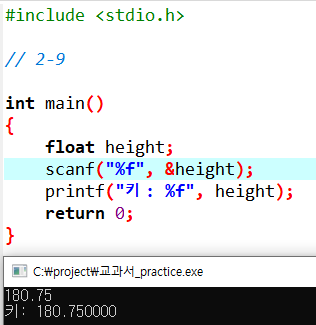 #include <stdio.h>
// 2-9
int main()
{
float height;
scanf("%f", &height);
printf("키 : %f", height);
return 0;
}
C:₩project₩교과서_practice.exe
180.75
키: 180.750000